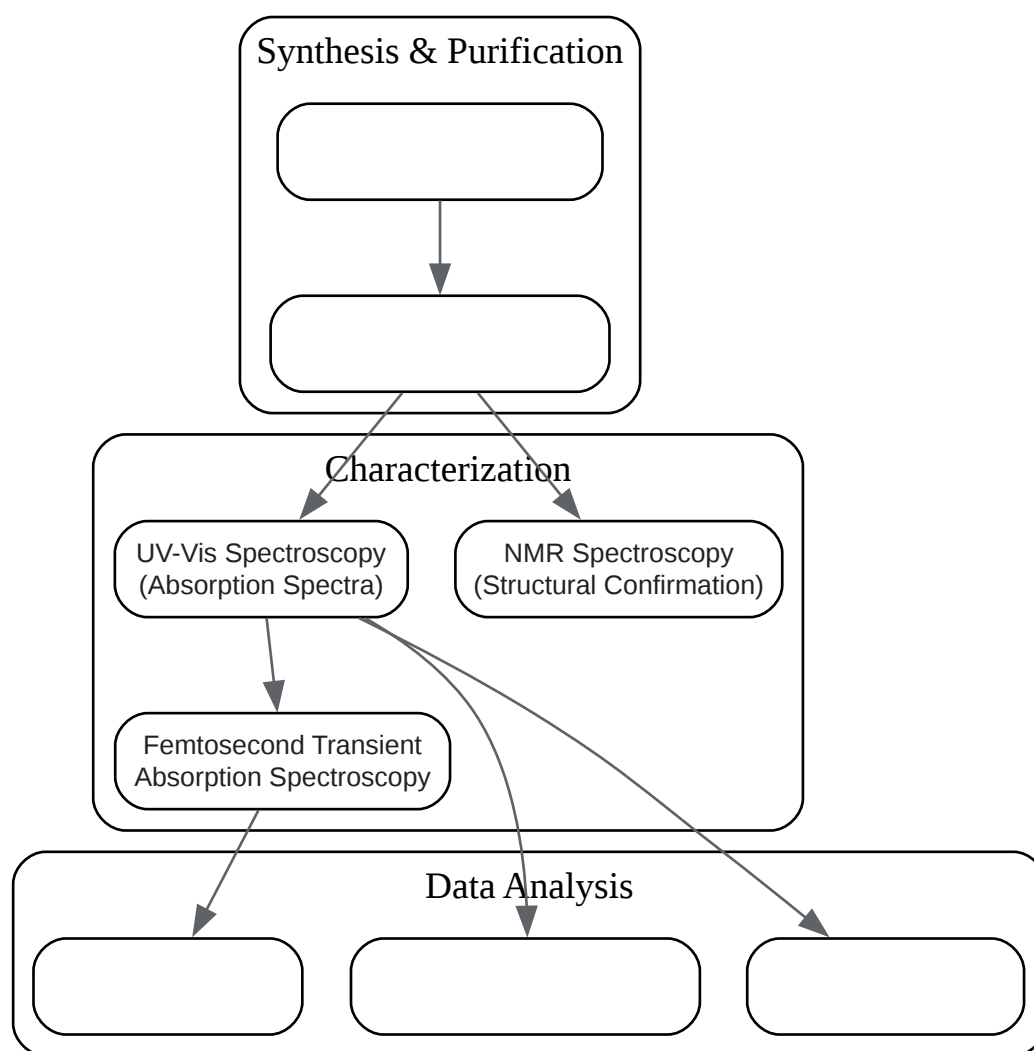 Synthesis & Purification
Characterization
UV-Vis Spectroscopy
(Absorption Spectra)
NMR Spectroscopy
(Structural Confirmation)
Femtosecond Transient
Absorption Spectroscopy
Data Analysis